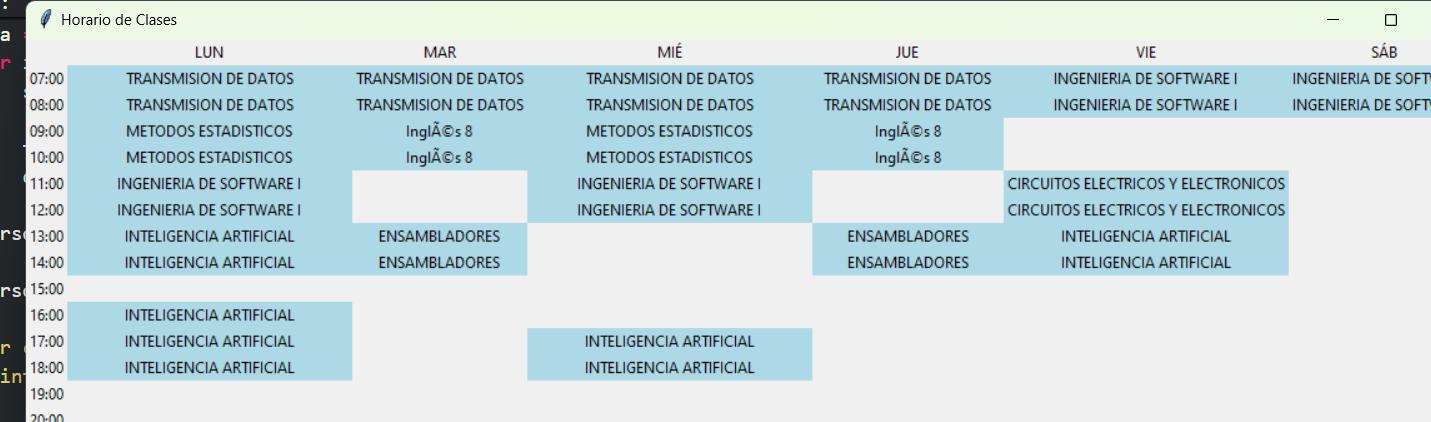 Horario de Clases
LUN MAR MIÉ JUE VIE SÁB
07:00 TRANSMISION DE DATOS TRANSMISION DE DATOS TRANSMISION DE DATOS TRANSMISION DE DATOS INGENIERIA DE SOFTWARE I INGENIERIA DE SOFTW
08:00 TRANSMISION DE DATOS TRANSMISION DE DATOS TRANSMISION DE DATOS TRANSMISION DE DATOS INGENIERIA DE SOFTWARE I INGENIERIA DE SOFTW
09:00 METODOS ESTADISTICOS InglÃ©s 8 METODOS ESTADISTICOS InglÃ©s 8
10:00 METODOS ESTADISTICOS InglÃ©s 8 METODOS ESTADISTICOS InglÃ©s 8
11:00 INGENIERIA DE SOFTWARE I INGENIERIA DE SOFTWARE I CIRCUITOS ELECTRICOS Y ELECTRONICOS
12:00 INGENIERIA DE SOFTWARE I INGENIERIA DE SOFTWARE I CIRCUITOS ELECTRICOS Y ELECTRONICOS
13:00 INTELIGENCIA ARTIFICIAL ENSAMBLADORES ENSAMBLADORES INTELIGENCIA ARTIFICIAL
14:00 INTELIGENCIA ARTIFICIAL ENSAMBLADORES ENSAMBLADORES INTELIGENCIA ARTIFICIAL
15:00
16:00 INTELIGENCIA ARTIFICIAL
17:00 INTELIGENCIA ARTIFICIAL INTELIGENCIA ARTIFICIAL
18:00 INTELIGENCIA ARTIFICIAL INTELIGENCIA ARTIFICIAL
19:00
20:00